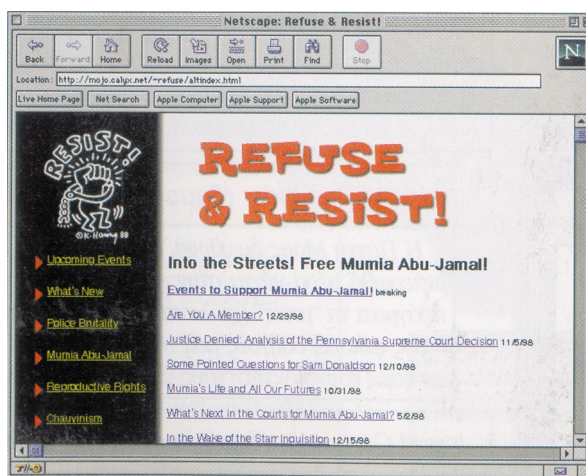 Netscape: Refuse & Resist!
Back Forward Home Reload Images Open Print Find Stop
N
Location: http://mojo.calyx.net/~refuse/altindex.html
Live Home Page Net Search Apple Computer Apple Support Apple Software
RESIST!
©K-Haring 88
REFUSE
& RESIST!
Upcoming Events
What's New
Police Brutality
Mumia Abu-Jamal
Reproductive Rights
Chauvinism
Into the Streets! Free Mumia Abu-Jamal!
Events to Support Mumia Abu-Jamal! breaking
Are You A Member? 12/29/98
Justice Denied: Analysis of the Pennsylvania Supreme Court Decision 11/5/98
Some Pointed Questions for Sam Donaldson 12/10/98
Mumia's Life and All Our Futures 10/31/98
What's Next in the Courts for Mumia Abu-Jamal? 5/2/98
In the Wake of the Starr Inquisition 12/15/98